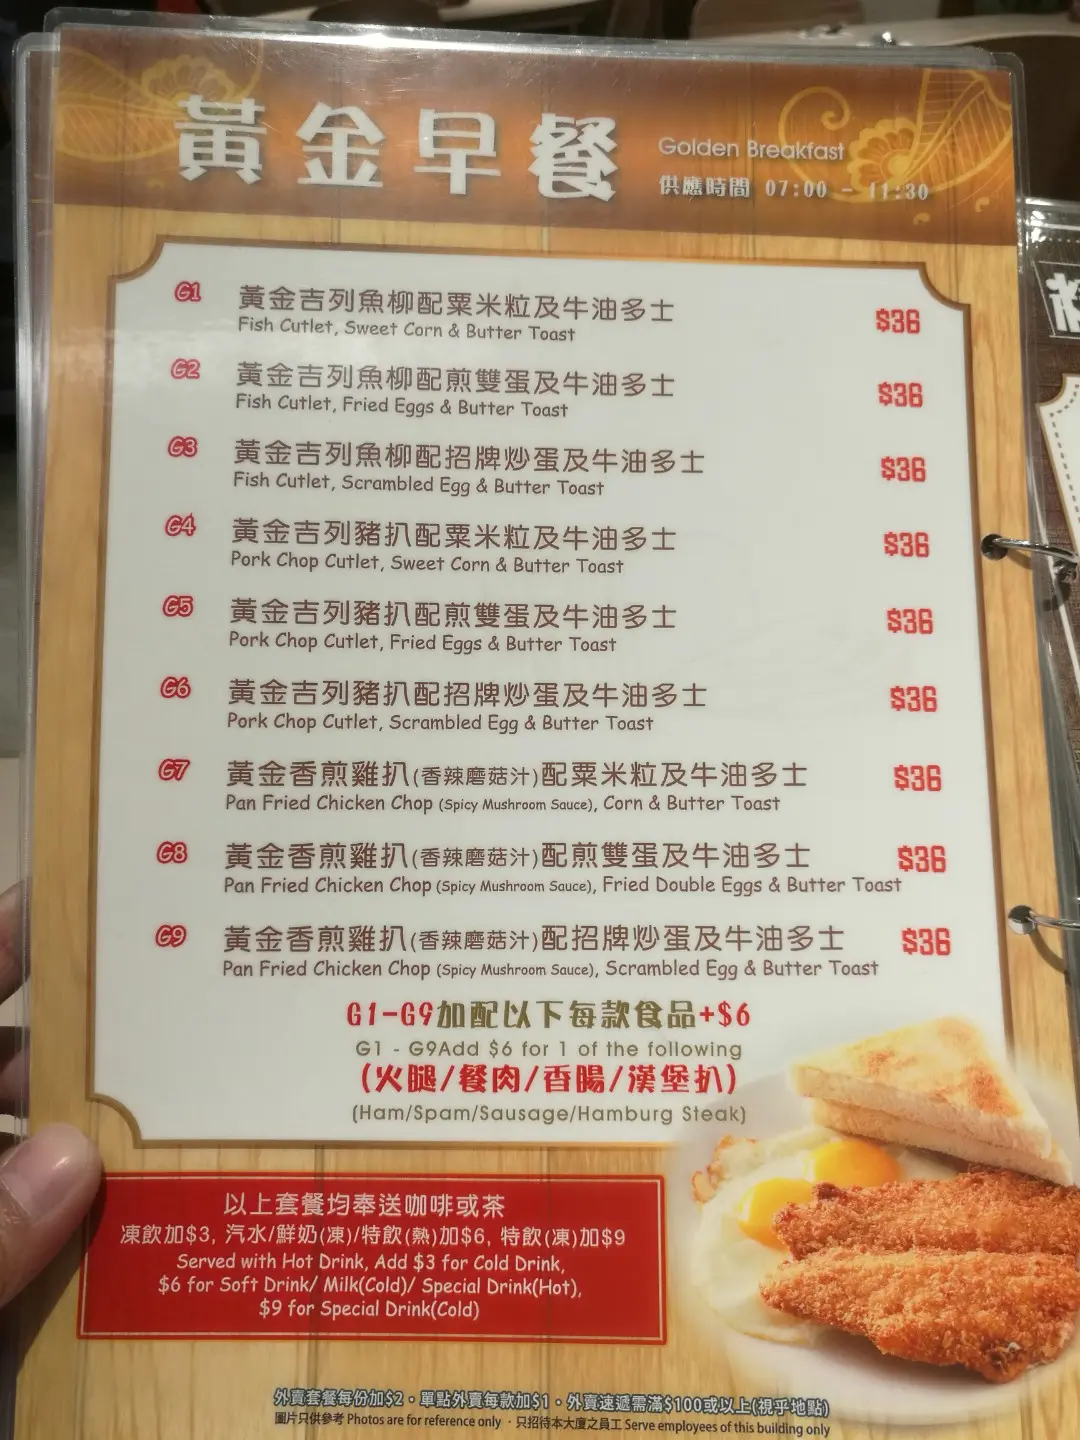 黃金早餐
Golden Breakfast
供應時間 07:00 - 11:30
G1 黃金吉列魚柳配粟米粒及牛油多士 $36
Fish Cutlet, Sweet Corn & Butter Toast
G2 黃金吉列魚柳配煎雙蛋及牛油多士 $36
Fish Cutlet, Fried Eggs & Butter Toast
G3 黃金吉列魚柳配招牌炒蛋及牛油多士 $36
Fish Cutlet, Scrambled Egg & Butter Toast
G4 黃金吉列豬扒配粟米粒及牛油多士 $36
Pork Chop Cutlet, Sweet Corn & Butter Toast
G5 黃金吉列豬扒配煎雙蛋及牛油多士 $36
Pork Chop Cutlet, Fried Eggs & Butter Toast
G6 黃金吉列豬扒配招牌炒蛋及牛油多士 $36
Pork Chop Cutlet, Scrambled Egg & Butter Toast
G7 黃金香煎雞扒(香辣磨菇汁)配粟米粒及牛油多士 $36
Pan Fried Chicken Chop (Spicy Mushroom Sauce), Corn & Butter Toast
G8 黃金香煎雞扒(香辣磨菇汁)配煎雙蛋及牛油多士 $36
Pan Fried Chicken Chop (Spicy Mushroom Sauce), Fried Double Eggs & Butter Toast
G9 黃金香煎雞扒(香辣磨菇汁)配招牌炒蛋及牛油多士 $36
Pan Fried Chicken Chop (Spicy Mushroom Sauce), Scrambled Egg & Butter Toast
G1-G9加配以下每款食品+$6
G1 - G9Add $6 for 1 of the following
(火腿/餐肉/香腸/漢堡扒)
(Ham/Spam/Sausage/Hamburg Steak)
以上套餐均奉送咖啡或茶
凍飲加$3, 汽水/鮮奶(凍)/特飲(熱)加$6, 特飲(凍)加$9
Served with Hot Drink, Add $3 for Cold Drink,
$6 for Soft Drink/ Milk(Cold)/ Special Drink(Hot),
$9 for Special Drink(Cold)
外賣套餐每份加$2・單點外賣每款加$1・外賣速遞需滿$100或以上(視乎地點)
圖片只供參考 Photos are for reference only ・只招待本大廈之員工 Serve employees of this building only